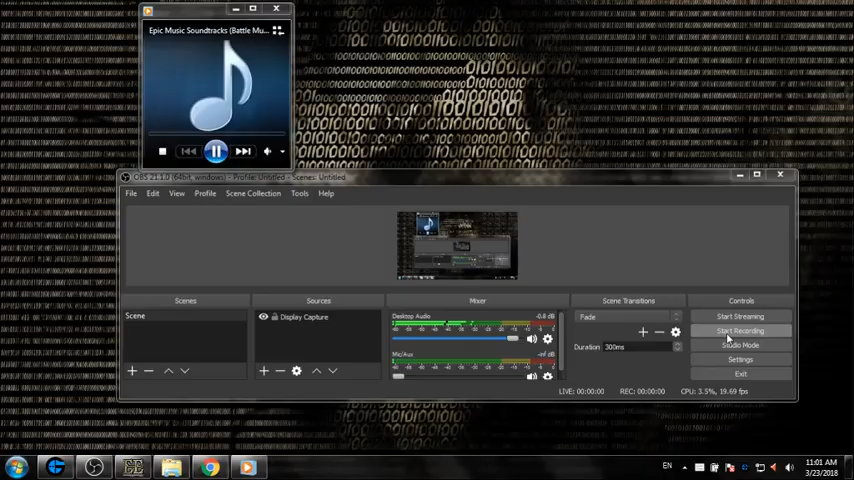 Epic Music Soundtracks (Battle Mu...
OBS 21.1.0 (64bit, windows) - Profile: Untitled - Scenes: Untitled
File Edit View Profile Scene Collection Tools Help
Scenes Sources Mixer Scene Transitions Controls
Scene
Display Capture
Desktop Audio -0.8 dB
Mic/Aux -inf dB
Fade
Duration 300ms
Start Streaming
Start Recording
Studio Mode
Settings
Exit
LIVE: 00:00:00 REC: 00:00:00 CPU: 3.5%, 19.69 fps
EN 11:01 AM
3/23/2018